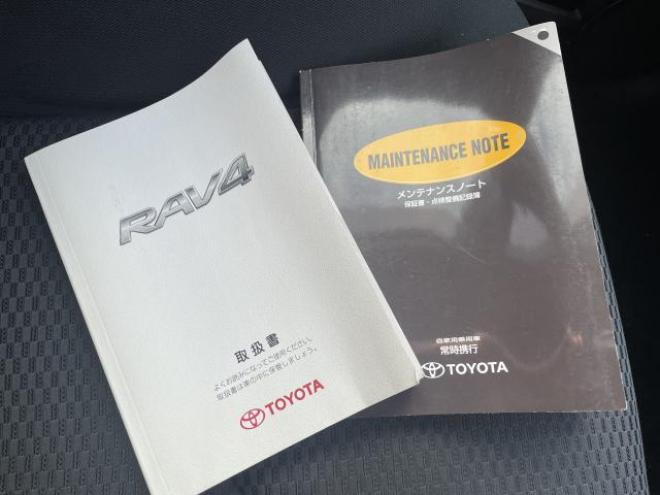 RAV4
取扱書
よくお読みになってご使用ください。
取扱書は車の中に保管しましょう。
TOYOTA
MAINTENANCE NOTE
メンテナンスノート
保証書・点検整備記録簿
自家用乗用車
常時携行
TOYOTA